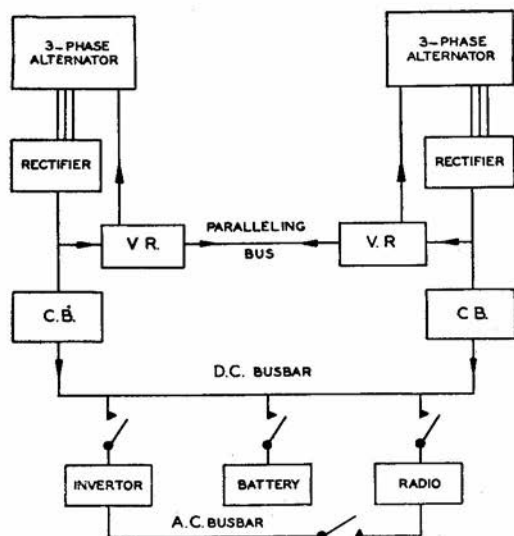 3-PHASE
ALTERNATOR
3-PHASE
ALTERNATOR
RECTIFIER
RECTIFIER
V R.
PARALLELING
BUS
V. R
C.B.
C B.
D.C. BUSBAR
INVERTOR
BATTERY
RADIO
A.C. BUSBAR